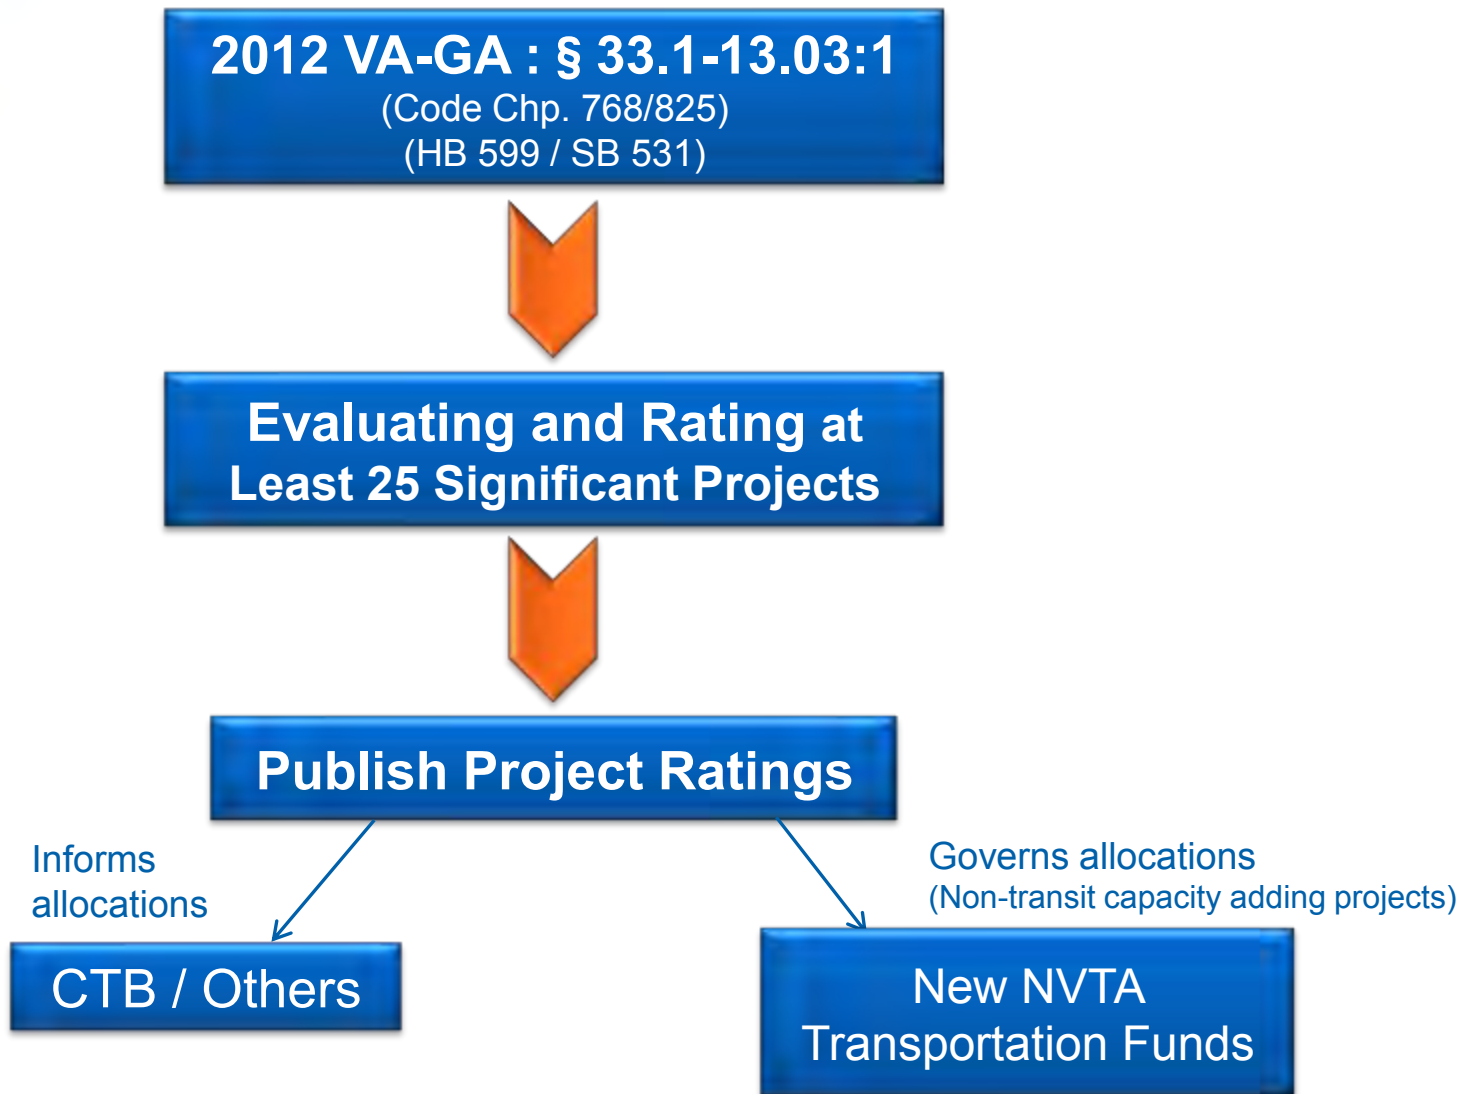 2012 VA-GA : § 33.1-13.03:1
(Code Chp. 768/825)
(HB 599 / SB 531)
Evaluating and Rating at
Least 25 Significant Projects
Publish Project Ratings
Informs
allocations
Governs allocations
(Non-transit capacity adding projects)
CTB / Others
New NVTA
Transportation Funds